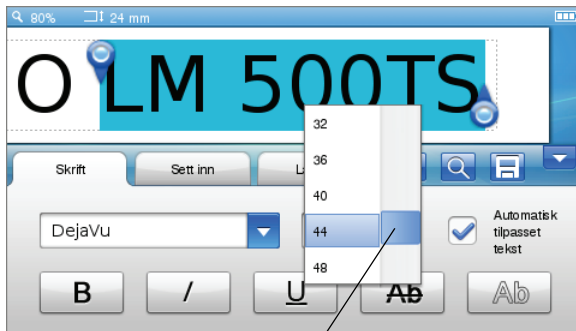 80% 24 mm
O LM 500TS
32
36
40
44
48
Skrift Sett inn
DejaVu
Automatisk
tilpasset
tekst
B I U Ab Ab